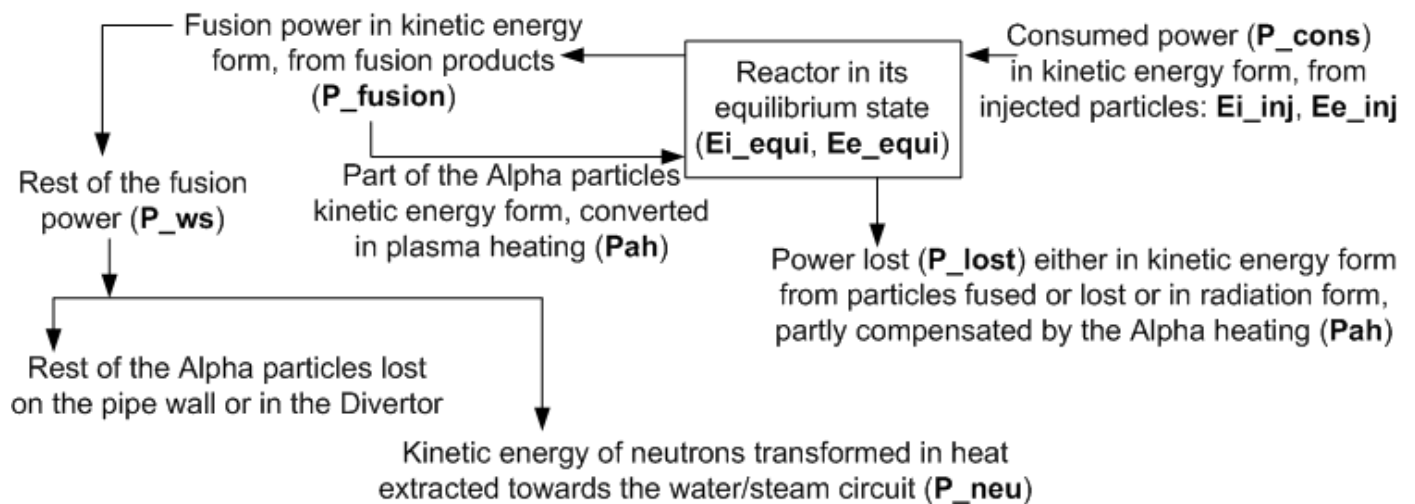 Fusion power in kinetic energy
form, from fusion products
(P_fusion)
Reactor in its
equilibrium state
(Ei_equi, Ee_equi)
Consumed power (P_cons)
in kinetic energy form, from
injected particles: Ei_inj, Ee_inj
Rest of the fusion
power (P_ws)
Part of the Alpha particles
kinetic energy form, converted
in plasma heating (Pah)
Power lost (P_lost) either in kinetic energy form
from particles fused or lost or in radiation form,
partly compensated by the Alpha heating (Pah)
Rest of the Alpha particles lost
on the pipe wall or in the Divertor
Kinetic energy of neutrons transformed in heat
extracted towards the water/steam circuit (P_neu)